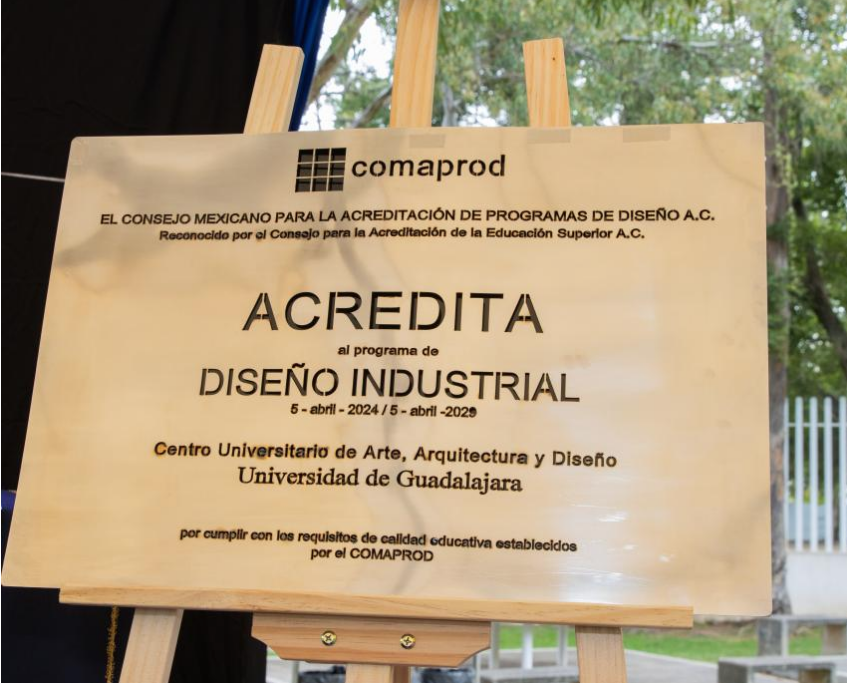 comaprod
EL CONSEJO MEXICANO PARA LA ACREDITACIÓN DE PROGRAMAS DE DISEÑO A.C.
Reconocido por el Consejo para la Acreditación de la Educación Superior A.C.
ACREDITA
al programa de
DISEÑO INDUSTRIAL
5 - abril - 2024 / 5 - abril -2029
Centro Universitario de Arte, Arquitectura y Diseño
Universidad de Guadalajara
por cumplir con los requisitos de calidad educativa establecidos
por el COMAPROD